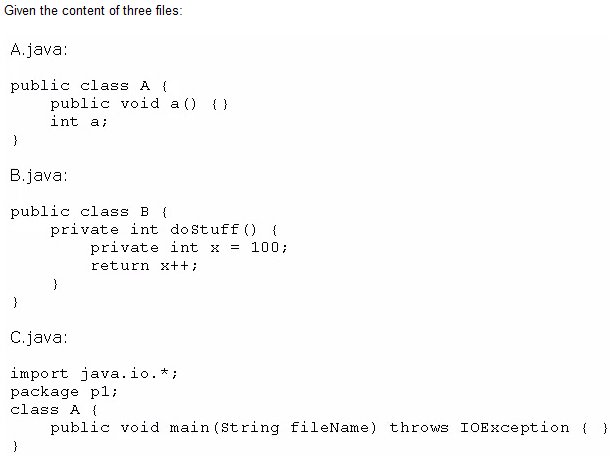 Given the content of three files:
A.java:
public class A {
    public void a() {}
    int a;
}
B.java:
public class B {
    private int doStuff() {
        private int x = 100;
        return x++;
    }
}
C.java:
import java.io.*;
package p1;
class A {
    public void main(String fileName) throws IOException { }
}